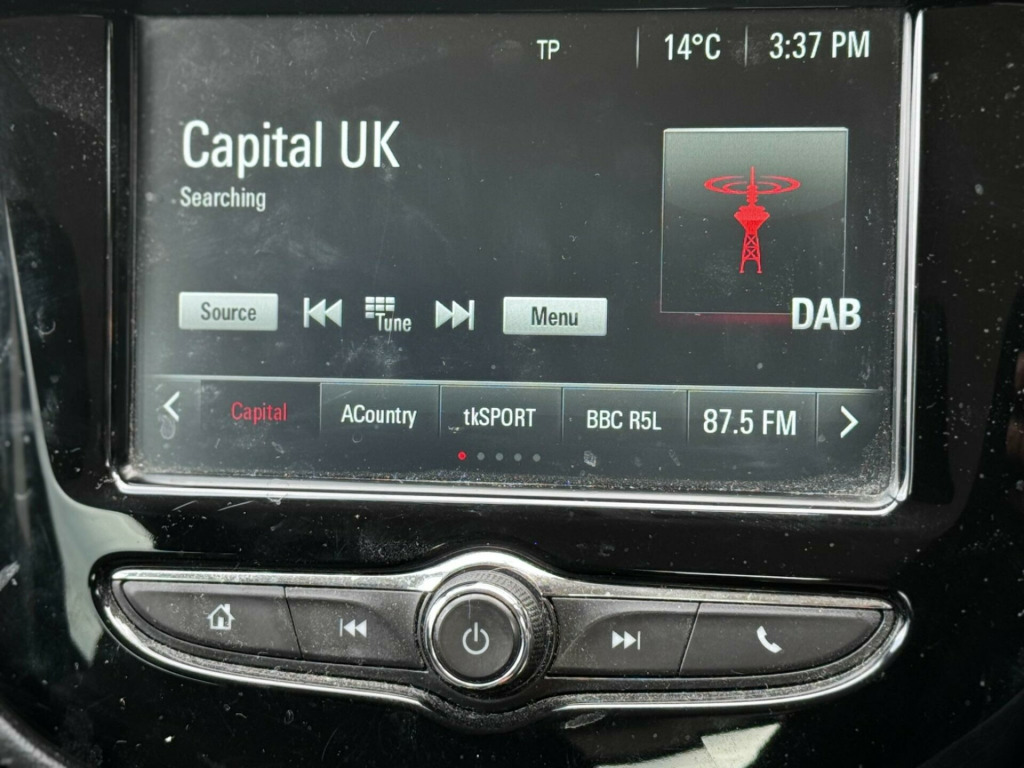 TP 14°C 3:37 PM
Capital UK
Searching
DAB
Source Tune Menu
Capital ACountry tkSPORT BBC R5L 87.5 FM